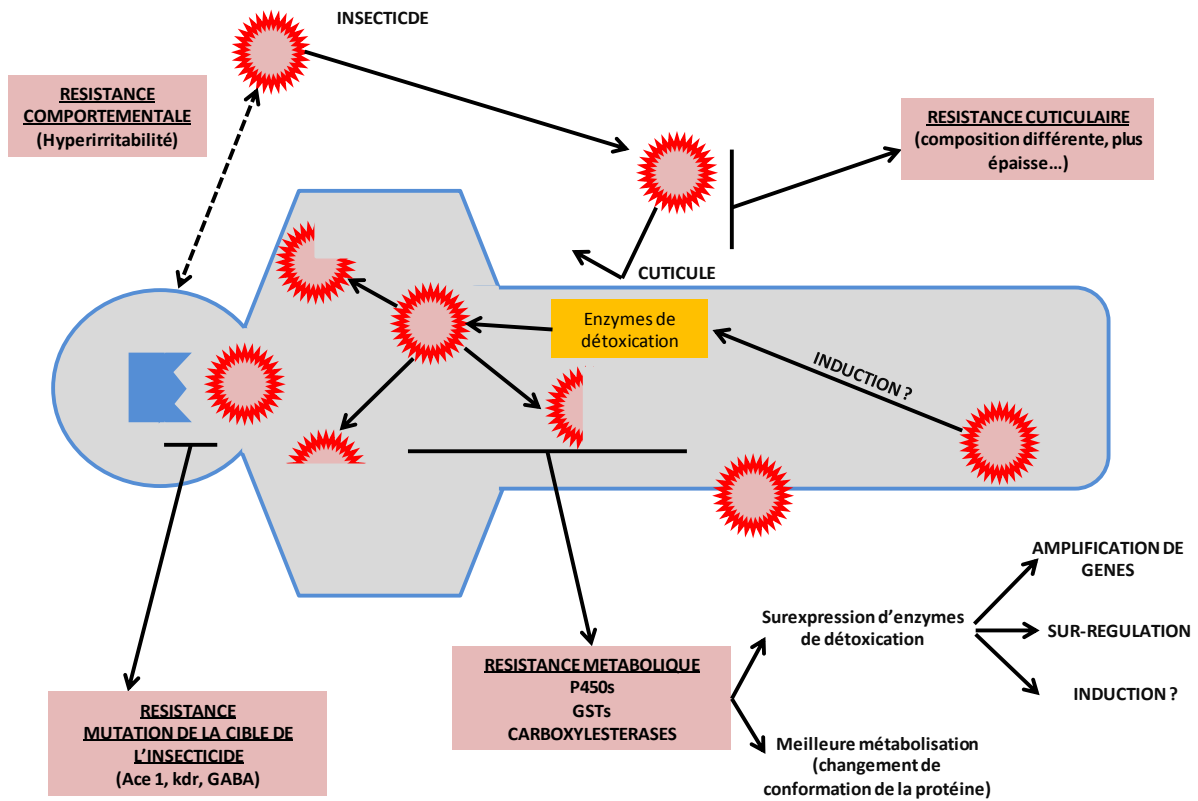 INSECTICDE
RESISTANCE
COMPORTEMENTALE
(Hyperirritabilité)
RESISTANCE CUTICULAIRE
(composition différente, plus
épaisse…)
CUTICULE
Enzymes de
détoxication
INDUCTION ?
RESISTANCE
MUTATION DE LA CIBLE DE
L’INSECTICIDE
(Ace 1, kdr, GABA)
RESISTANCE METABOLIQUE
P450s
GSTs
CARBOXYLESTERASES
Surexpression d’enzymes
de détoxication
Meilleure métabolisation
(changement de
conformation de la protéine)
AMPLIFICATION DE
GENES
SUR-REGULATION
INDUCTION ?